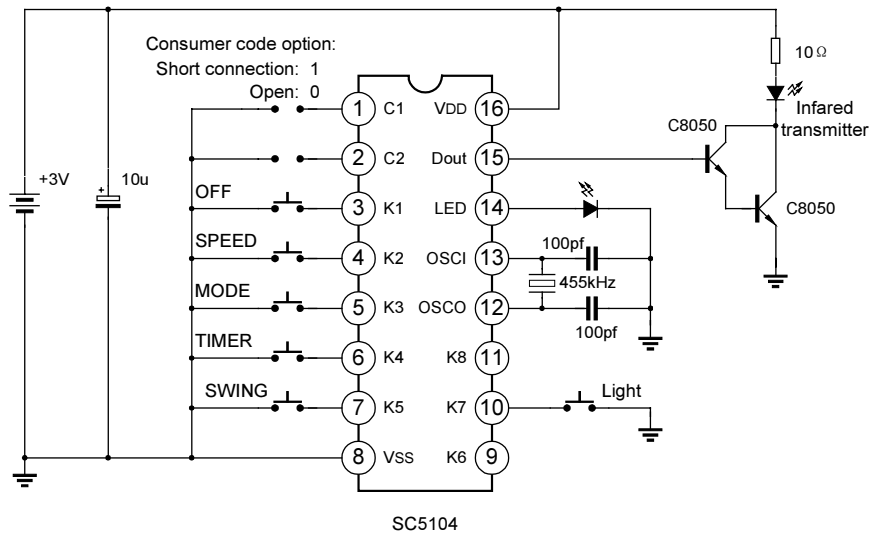 Consumer code option:
Short connection: 1
Open: 0
+3V
10u
OFF
SPEED
MODE
TIMER
SWING
1 C1
2 C2
3 K1
4 K2
5 K3
6 K4
7 K5
8 VSS
VDD 16
Dout 15
LED 14
OSCI 13
OSCO 12
K8 11
K7 10
K6 9
100pf
455kHz
100pf
Light
10Ω
Infared
transmitter
C8050
C8050
SC5104